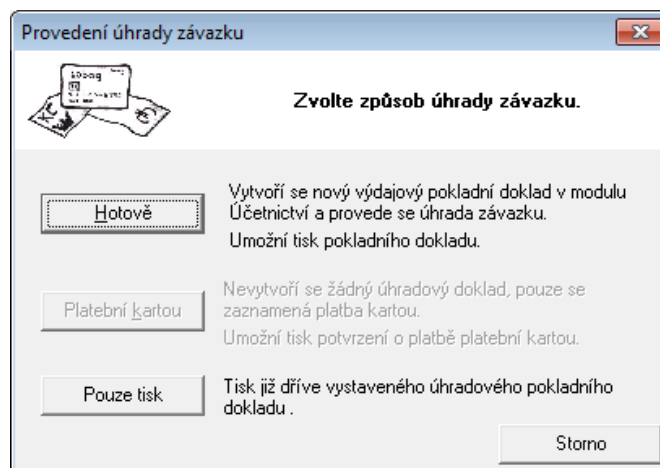 Provedení úhrady závazku
Zvolte způsob úhrady závazku.
Hotově
Vytvoří se nový výdajový pokladní doklad v modulu
Účetnictví a provede se úhrada závazku.
Umožní tisk pokladního dokladu.
Platební kartou
Nevytvoří se žádný úhradový doklad, pouze se
zaznamená platba kartou.
Umožní tisk potvrzení o platbě platební kartou.
Pouze tisk
Tisk již dříve vystaveného úhradového pokladního
dokladu .
Storno